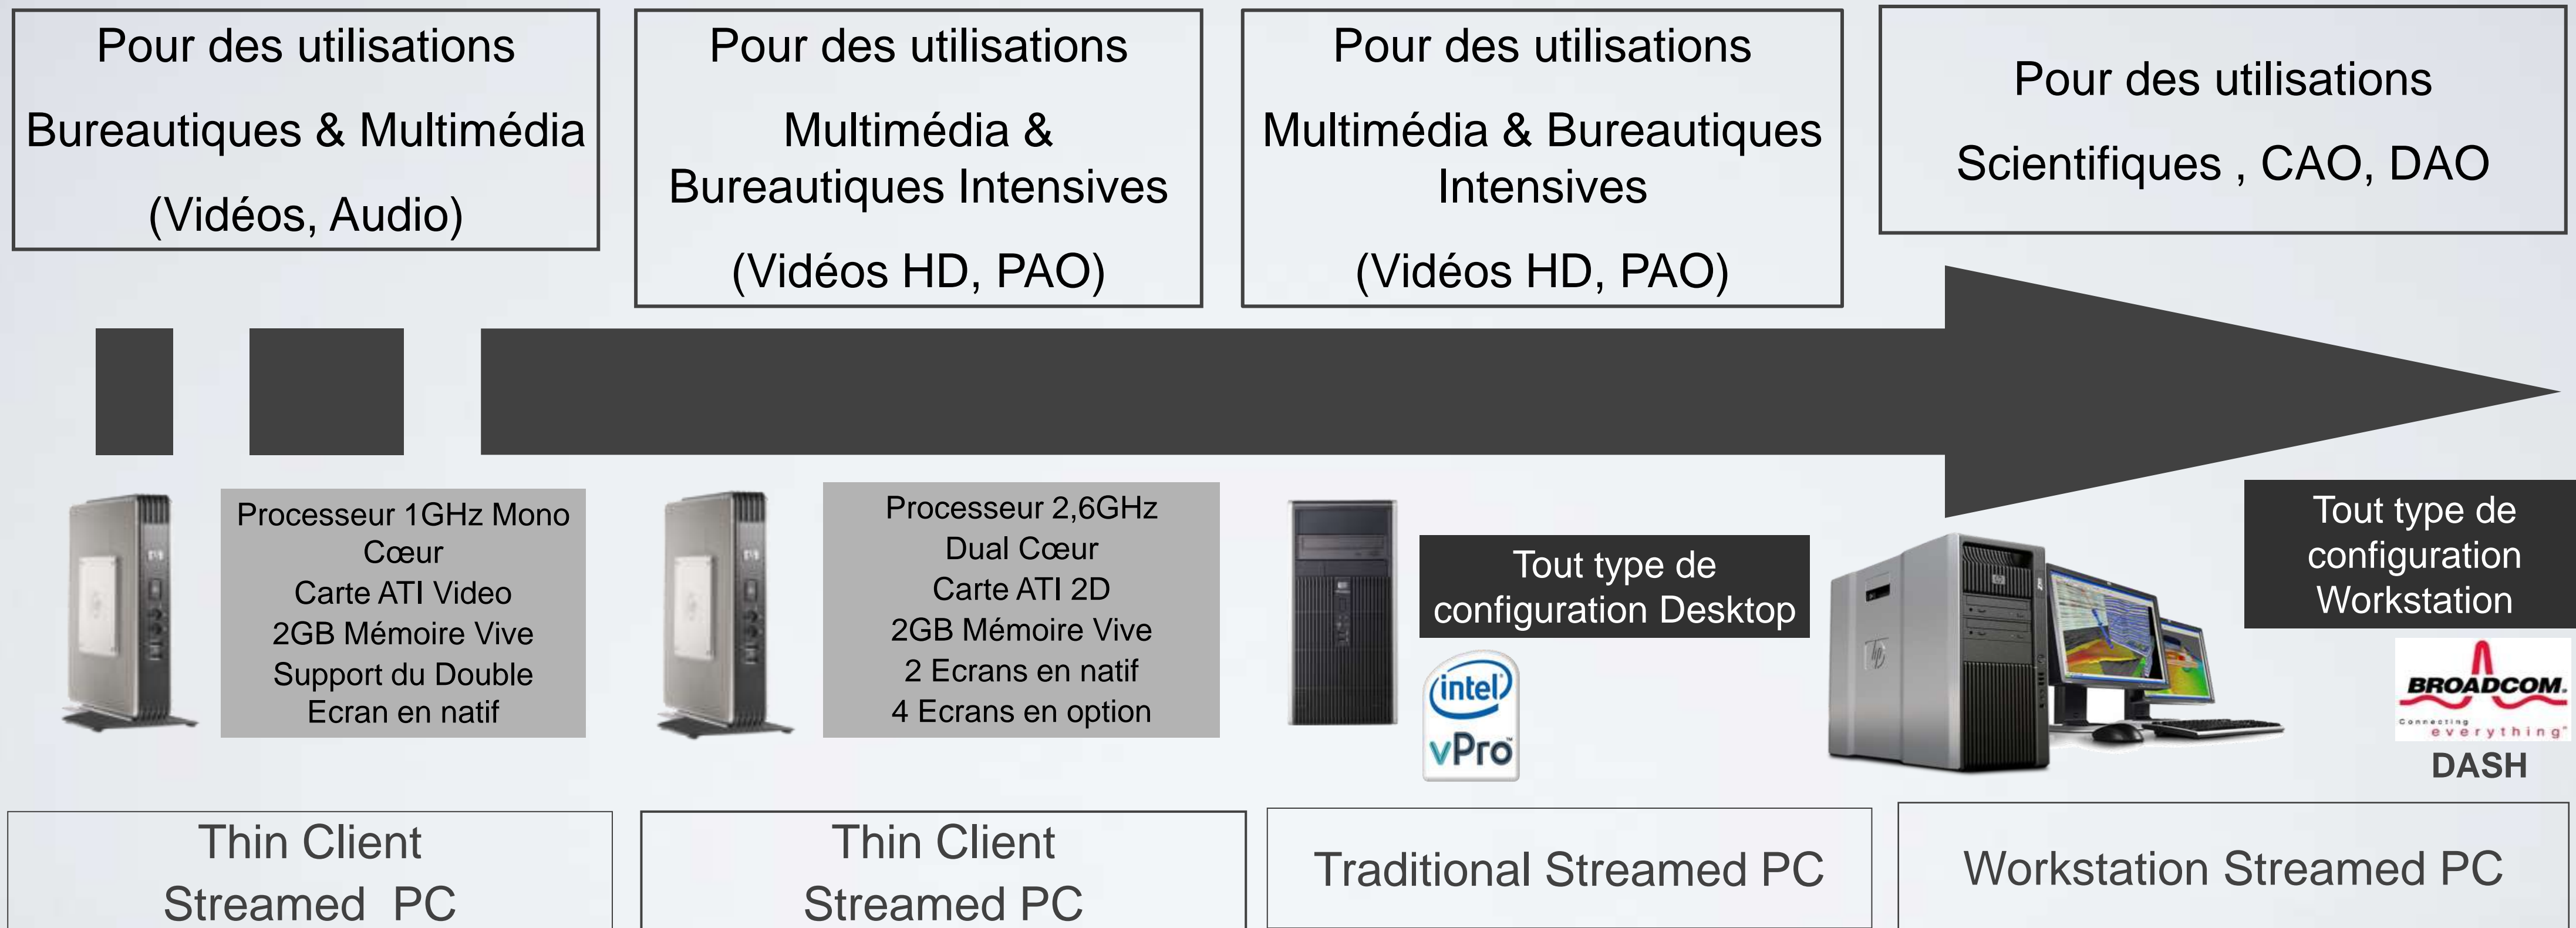 Pour des utilisations
Bureautiques & Multimédia
(Vidéos, Audio)
Pour des utilisations
Multimédia &
Bureautiques Intensives
(Vidéos HD, PAO)
Pour des utilisations
Multimédia & Bureautiques
Intensives
(Vidéos HD, PAO)
Pour des utilisations
Scientifiques , CAO, DAO
Processeur 1GHz Mono
Cœur
Carte ATI Video
2GB Mémoire Vive
Support du Double
Ecran en natif
Processeur 2,6GHz
Dual Cœur
Carte ATI 2D
2GB Mémoire Vive
2 Ecrans en natif
4 Ecrans en option
Tout type de
configuration Desktop
intel
vPro™
hp
Tout type de
configuration
Workstation
BROADCOM.
Connecting
everything
DASH
Thin Client
Streamed PC
Thin Client
Streamed PC
Traditional Streamed PC
Workstation Streamed PC